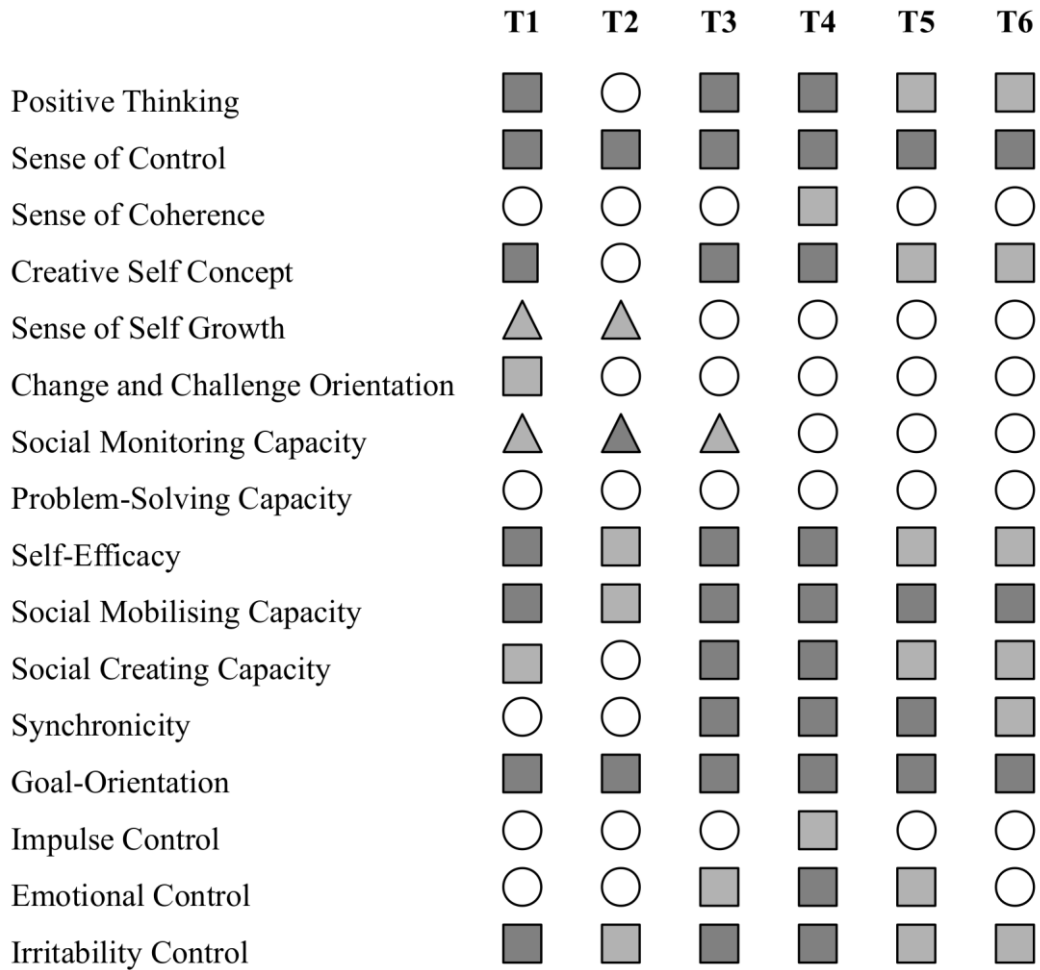 T1 T2 T3 T4 T5 T6
Positive Thinking
Sense of Control
Sense of Coherence
Creative Self Concept
Sense of Self Growth
Change and Challenge Orientation
Social Monitoring Capacity
Problem-Solving Capacity
Self-Efficacy
Social Mobilising Capacity
Social Creating Capacity
Synchronicity
Goal-Orientation
Impulse Control
Emotional Control
Irritability Control